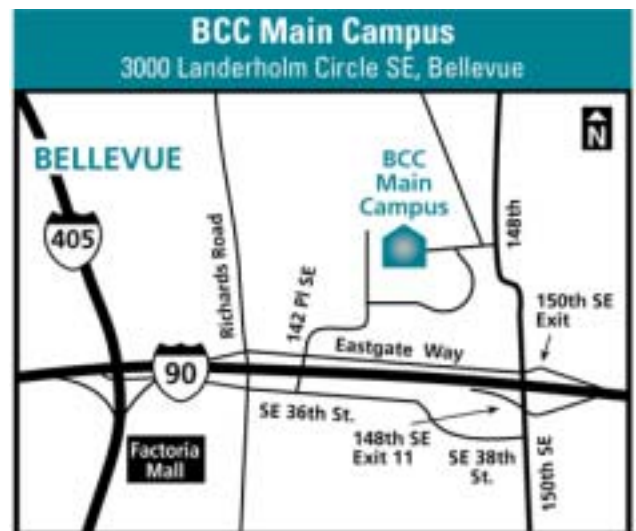 BCC Main Campus
3000 Landerholm Circle SE, Bellevue
N
BELLEVUE
BCC
Main
Campus
405
Richards Road
148th
142 Pl SE
150th SE
Exit
Eastgate Way
90
SE 36th St.
148th SE
Exit 11
SE 38th
St.
150th SE
Factoria
Mall